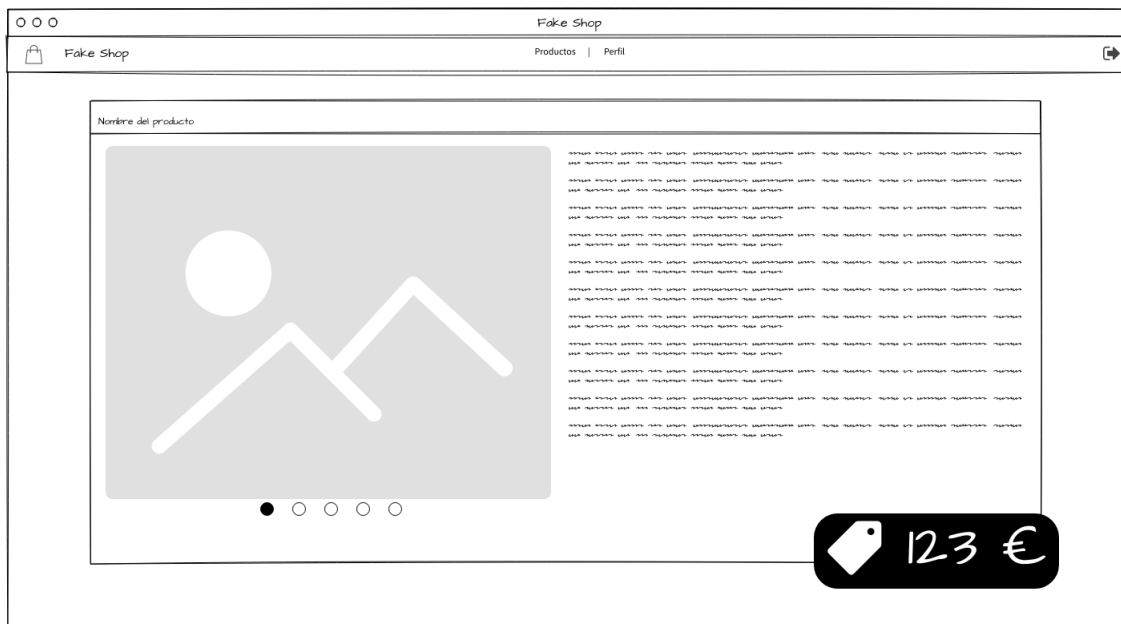 Fake Shop
Fake Shop
Productos | Perfil
Nombre del producto
123 €